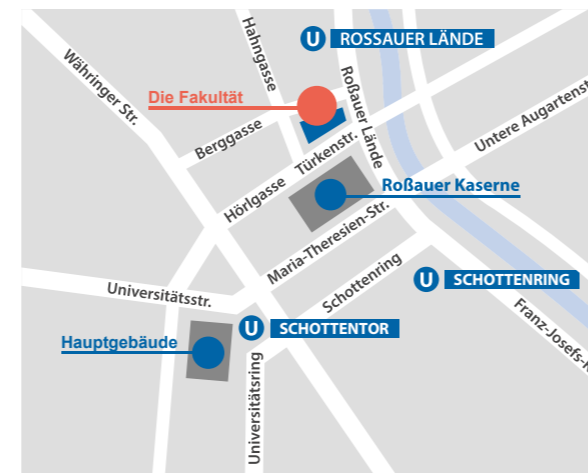 Hahngasse
U ROSSAUER LÄNDE
Währinger Str.
Die Fakultät
Roßauer Lände
Berggasse
Türkenstr.
Untere Augartenst
Hörlgasse
Roßauer Kaserne
Maria-Theresien-Str.
Universitätsstr.
Schottenring
U SCHOTTENRING
U SCHOTTENTOR
Hauptgebäude
Universitätsring
Franz-Josefs-